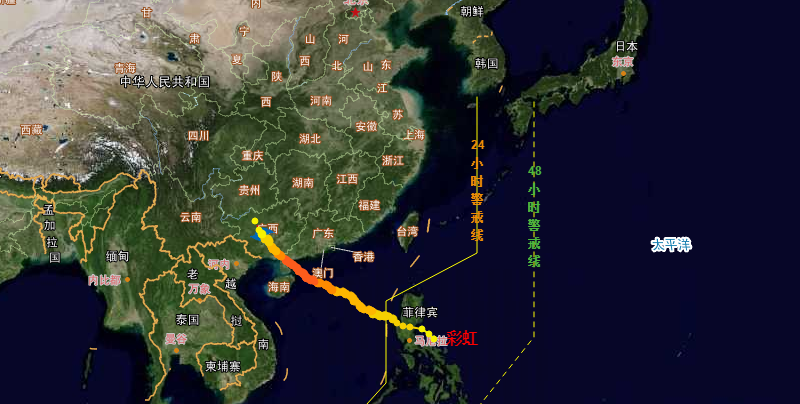 内
甘
朝鲜
宁
肃
山
河
日本
夏
西
北
山
东
韩国
东京
青海
中华人民共和国
陕
江
西
河南
苏
西藏
安徽
四川
湖北
上海
24小时警戒线
重庆
浙江
48小时警戒线
贵州
湖南
江西
福建
孟加拉国
云南
广西
广东
台湾
太平洋
缅甸
香港
河内
老
澳门
内比都
万象
越
海南
泰国
挝
菲律宾
曼谷
南
马尼拉
彩虹
柬埔寨